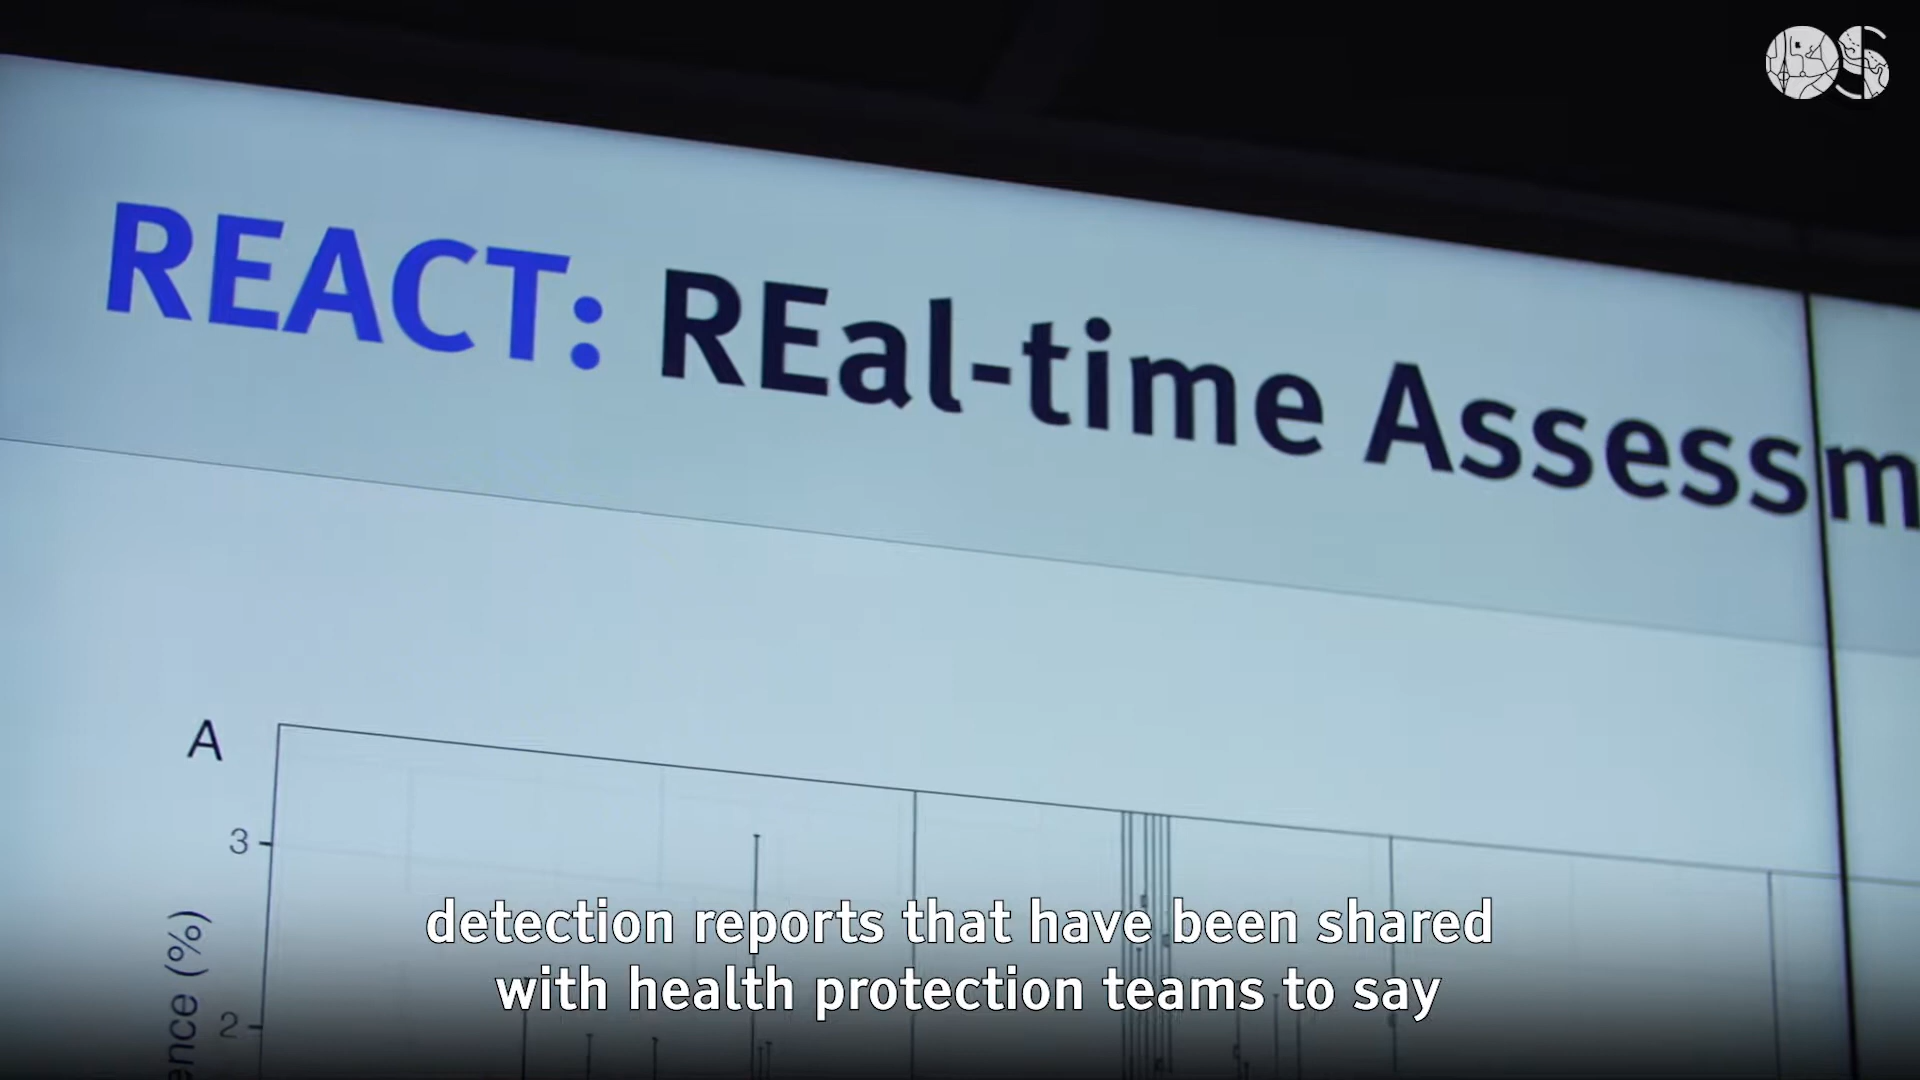 OS
REACT: REal-time Assessm
A
3
ence (%)
2
detection reports that have been shared
with health protection teams to say